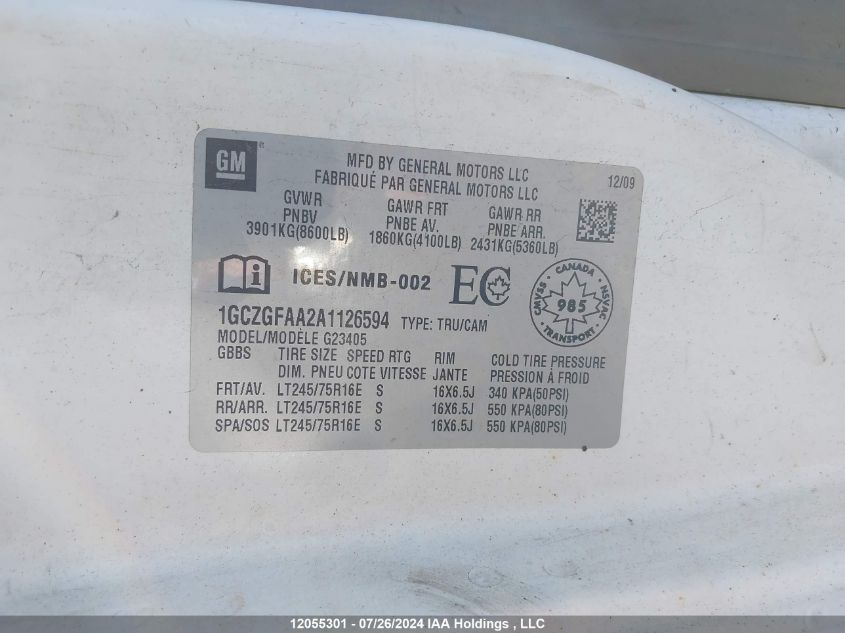 GM
MFD BY GENERAL MOTORS LLC
FABRIQUÉ PAR GENERAL MOTORS LLC
12/09
GVWR GAWR FRT GAWR RR
PNBV PNBE AV. PNBE ARR.
3901KG(8600LB) 1860KG(4100LB) 2431KG(5360LB)
i ICES/NMB-002 EC
CANADA NSVAC TRANSPORT CMVSS
985
1GCZGFAA2A1126594 TYPE: TRU/CAM
MODEL/MODÈLE G23405
GBBS TIRE SIZE SPEED RTG RIM COLD TIRE PRESSURE
DIM. PNEU COTE VITESSE JANTE PRESSION À FROID
FRT/AV. LT245/75R16E S 16X6.5J 340 KPA(50PSI)
RR/ARR. LT245/75R16E S 16X6.5J 550 KPA(80PSI)
SPA/SOS LT245/75R16E S 16X6.5J 550 KPA(80PSI)
12055301 - 07/26/2024 IAA Holdings , LLC